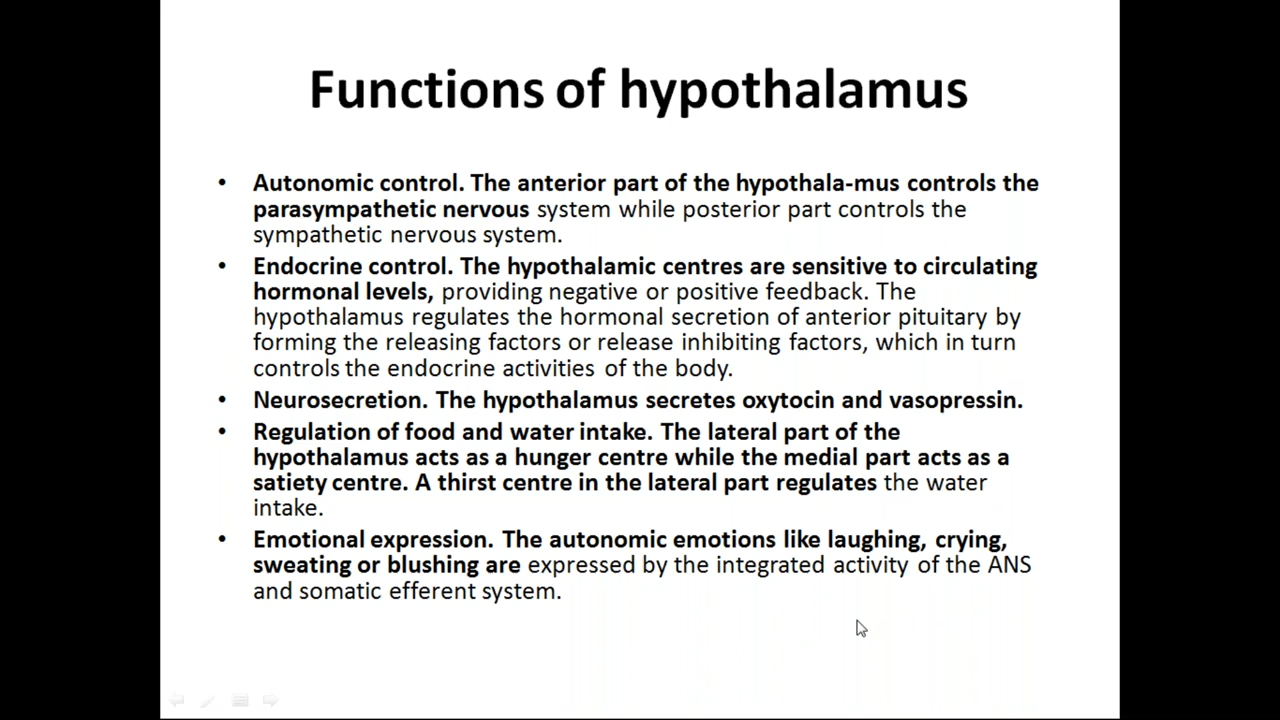 Functions of hypothalamus
• Autonomic control. The anterior part of the hypothala-mus controls the
parasympathetic nervous system while posterior part controls the
sympathetic nervous system.
• Endocrine control. The hypothalamic centres are sensitive to circulating
hormonal levels, providing negative or positive feedback. The
hypothalamus regulates the hormonal secretion of anterior pituitary by
forming the releasing factors or release inhibiting factors, which in turn
controls the endocrine activities of the body.
• Neurosecretion. The hypothalamus secretes oxytocin and vasopressin.
• Regulation of food and water intake. The lateral part of the
hypothalamus acts as a hunger centre while the medial part acts as a
satiety centre. A thirst centre in the lateral part regulates the water
intake.
• Emotional expression. The autonomic emotions like laughing, crying,
sweating or blushing are expressed by the integrated activity of the ANS
and somatic efferent system.